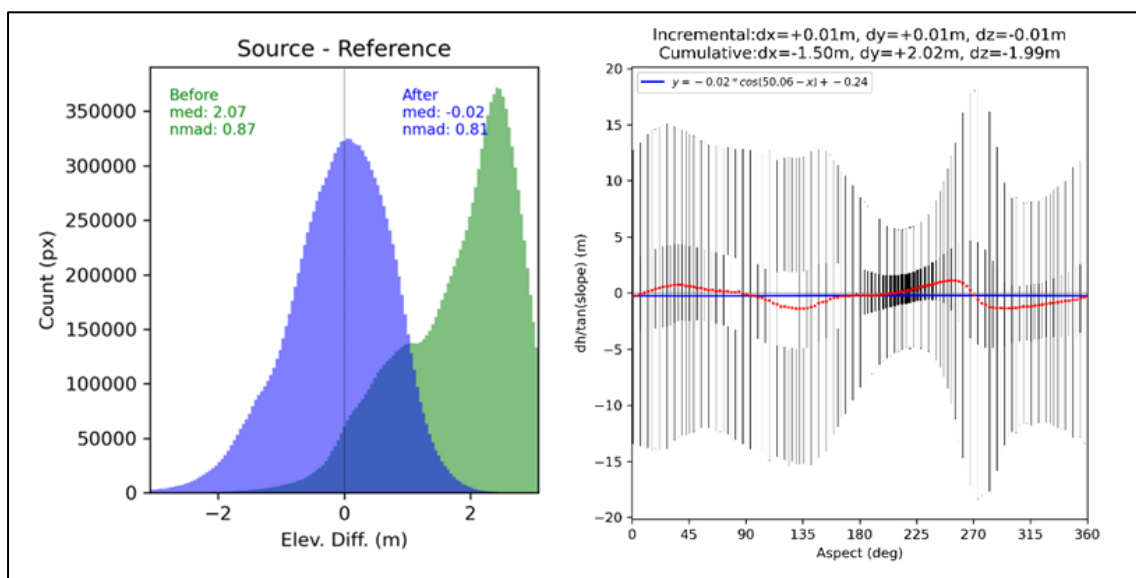 Source - Reference
Before
med: 2.07
nmad: 0.87
After
med: -0.02
nmad: 0.81
350000
300000
250000
200000
150000
100000
50000
0
Count (px)
−2
0
2
Elev. Diff. (m)
Incremental:dx=+0.01m, dy=+0.01m, dz=-0.01m
Cumulative:dx=-1.50m, dy=+2.02m, dz=-1.99m
y = −0.02 * cos(50.06 − x) + −0.24
20
15
10
5
0
−5
−10
−15
−20
dh/tan(slope) (m)
0
45
90
135
180
225
270
315
360
Aspect (deg)